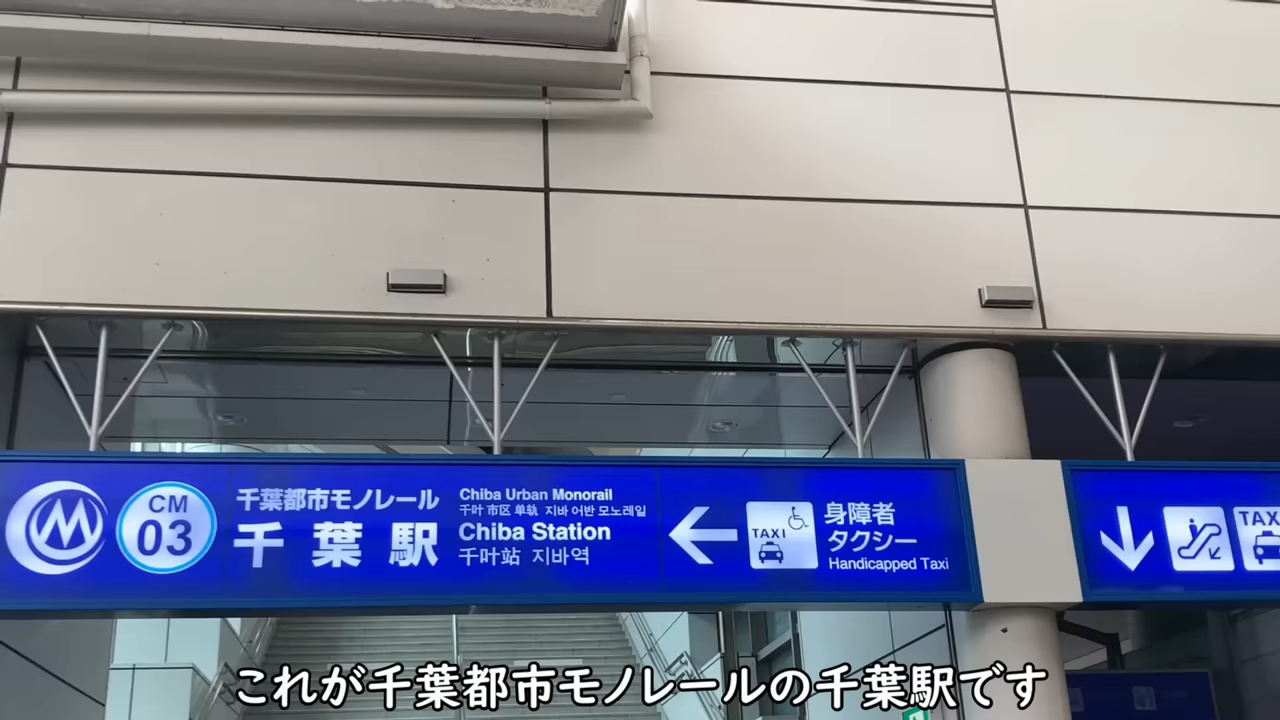 CM
03
千葉都市モノレール
千葉駅
Chiba Urban Monorail
千叶 市区 单轨 지바 어반 모노레일
Chiba Station
千叶站 지바역
TAXI
身障者
タクシー
Handicapped Taxi
TAXI
これが千葉都市モノレールの千葉駅です